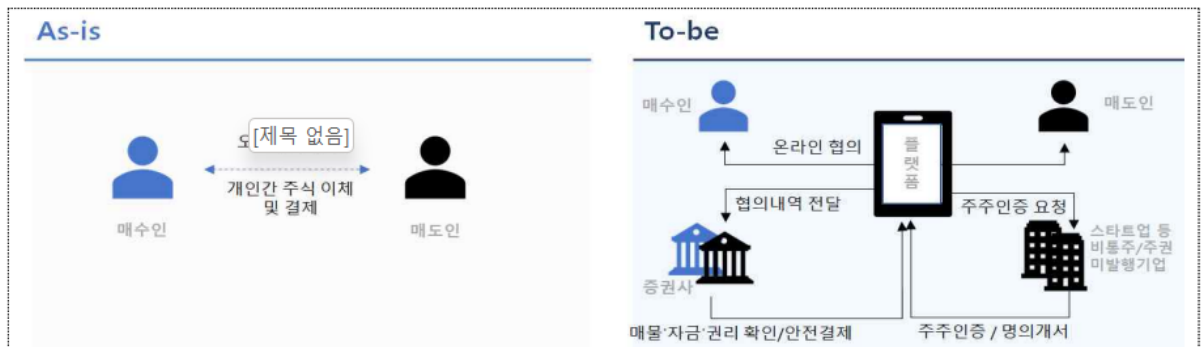 As-is
[제목 없음]
개인간 주식 이체
및 결제
매수인
매도인
To-be
매수인
매도인
플랫폼
온라인 협의
협의내역 전달
주주인증 요청
스타트업 등
비통주/주권
미발행기업
증권사
매물·자금·권리 확인/안전결제
주주인증 / 명의개서